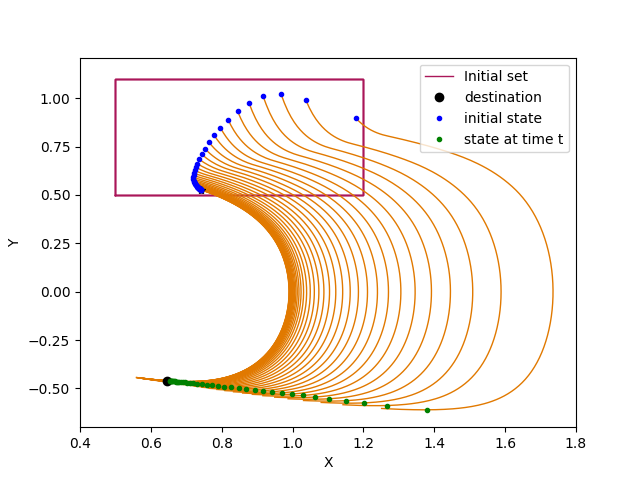 Initial set
destination
initial state
state at time t
1.00
0.75
0.50
0.25
0.00
−0.25
−0.50
Y
0.4 0.6 0.8 1.0 1.2 1.4 1.6 1.8
X